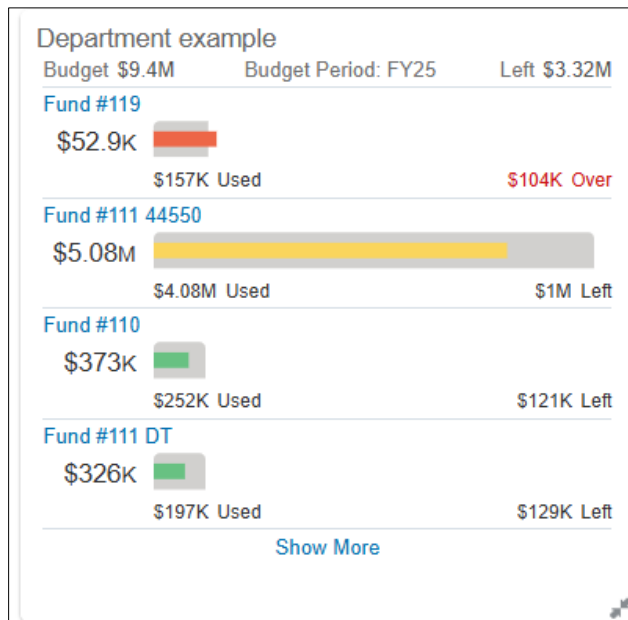 Department example
Budget $9.4M Budget Period: FY25 Left $3.32M
Fund #119
$52.9K
$157K Used $104K Over
Fund #111 44550
$5.08M
$4.08M Used $1M Left
Fund #110
$373K
$252K Used $121K Left
Fund #111 DT
$326K
$197K Used $129K Left
Show More